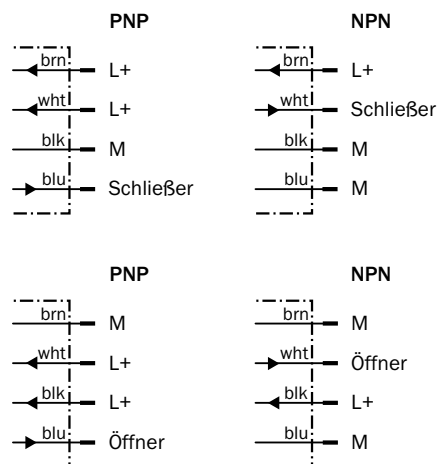 PNP NPN
brn L+ brn L+
wht L+ wht Schließer
blk M blk M
blu Schließer blu M
PNP NPN
brn M brn M
wht L+ wht Öffner
blk L+ blk L+
blu Öffner blu M